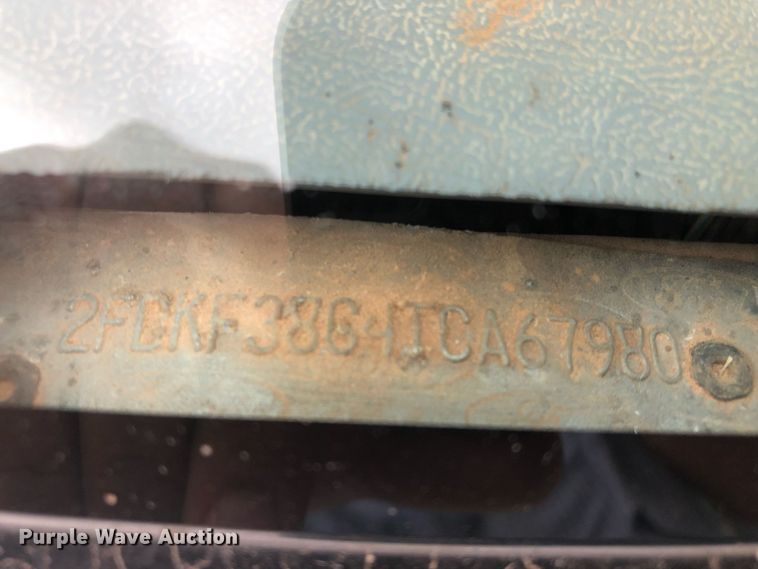 2FDKF38G4TCA67980
Purple Wave Auction